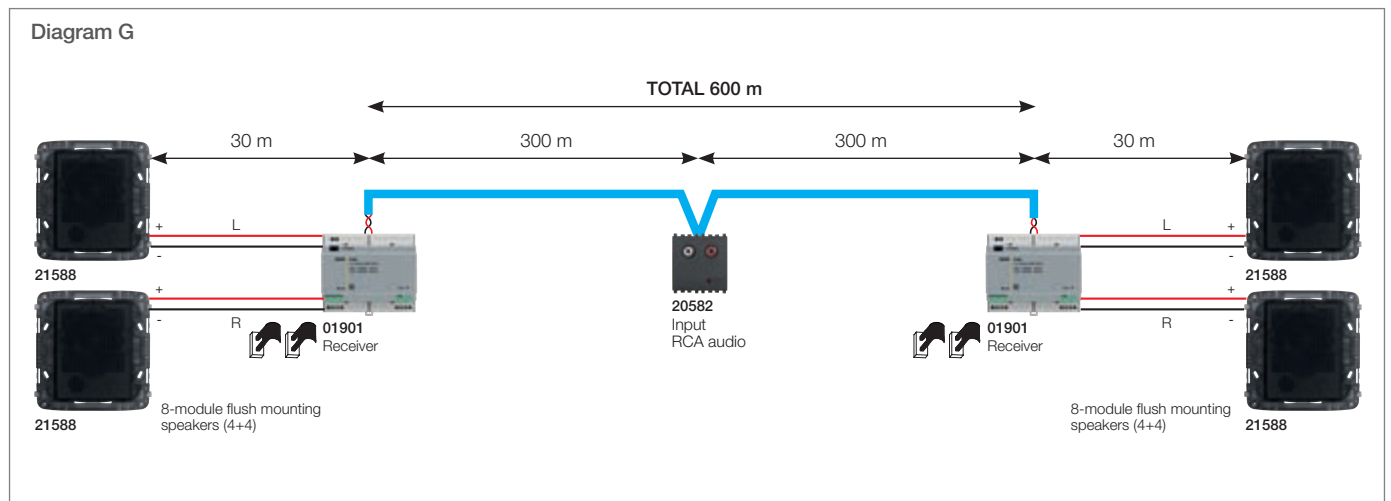 Diagram G
TOTAL 600 m
30 m
300 m
300 m
30 m
+
L
-
21588
+
-
R
21588
01901
Receiver
8-module flush mounting
speakers (4+4)
20582
Input
RCA audio
L
+
-
21588
+
R
-
21588
01901
Receiver
8-module flush mounting
speakers (4+4)